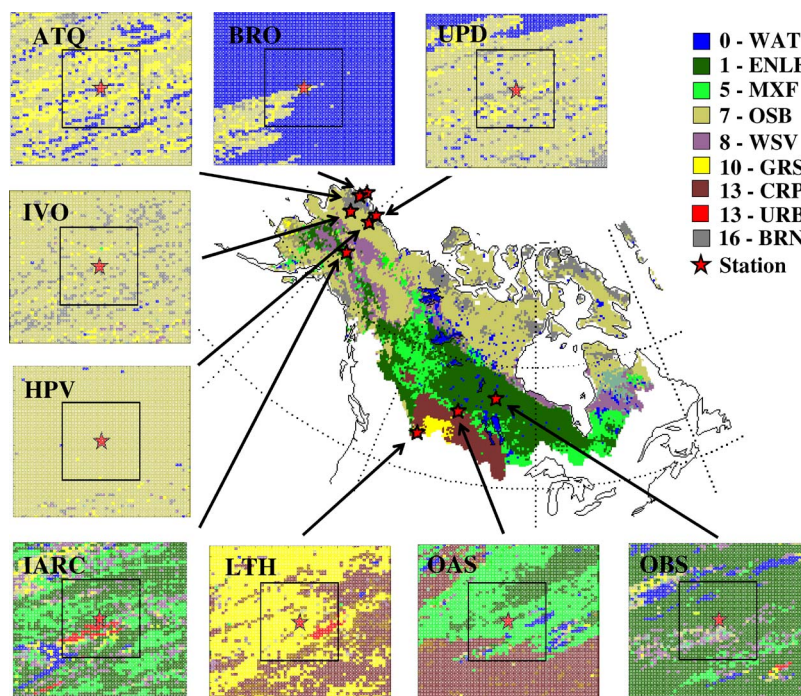 ATQ
BRO
UPD
0 - WAT
1 - ENLF
5 - MXF
7 - OSB
8 - WSV
10 - GRS
13 - CRP
13 - URB
16 - BRN
Station
IVO
HPV
IARC
LTH
OAS
OBS